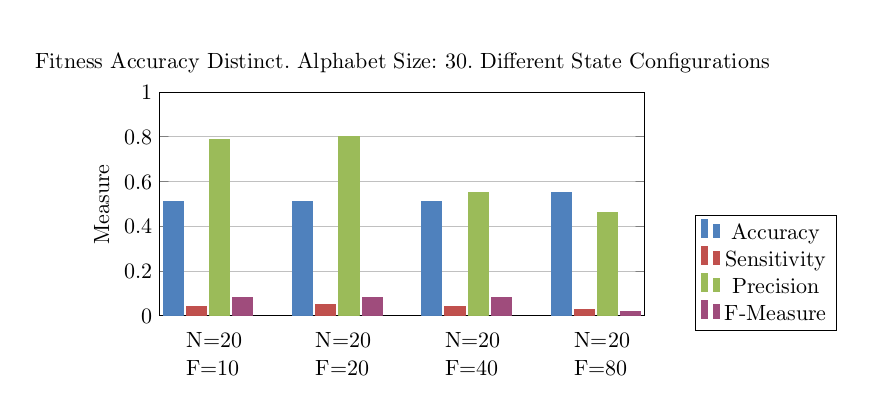 Fitness Accuracy Distinct. Alphabet Size: 30. Different State Configurations
1
0.8
0.6
0.4
0.2
0
Measure
N=20
F=10
N=20
F=20
N=20
F=40
N=20
F=80
Accuracy
Sensitivity
Precision
F-Measure